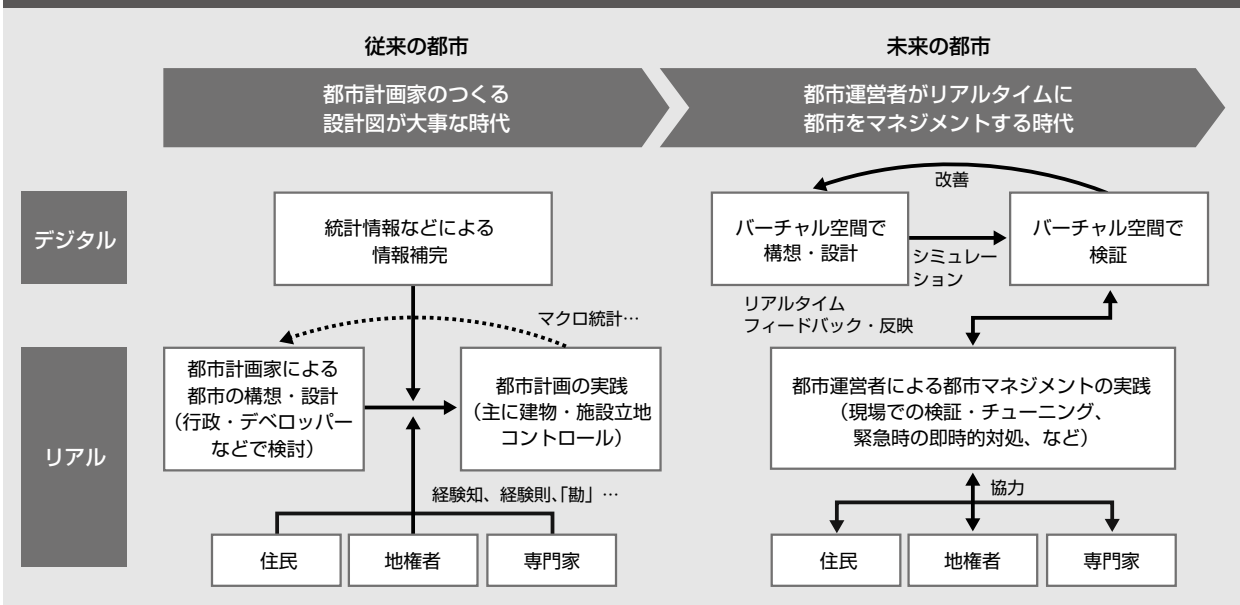 従来の都市
未来の都市
都市計画家のつくる
設計図が大事な時代
都市運営者がリアルタイムに
都市をマネジメントする時代
デジタル
統計情報などによる
情報補完
改善
バーチャル空間で
構想・設計
シミュレー
ション
バーチャル空間で
検証
マクロ統計…
リアルタイム
フィードバック・反映
リアル
都市計画家による
都市の構想・設計
(行政・デベロッパー
などで検討)
都市計画の実践
(主に建物・施設立地
コントロール)
都市運営者による都市マネジメントの実践
(現場での検証・チューニング、
緊急時の即時的対処、など)
経験知、経験則、「勘」…
協力
住民
地権者
専門家
住民
地権者
専門家